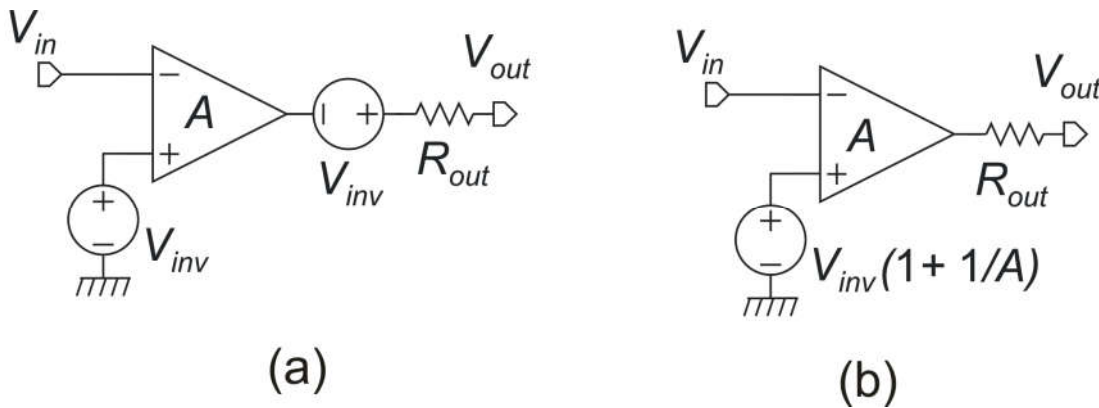 V_in
−
A
+
V_inv
− +
V_inv
R_out
V_out
+
−
(a)
V_in
−
A
+
R_out
V_out
+
−
V_inv(1+ 1/A)
(b)